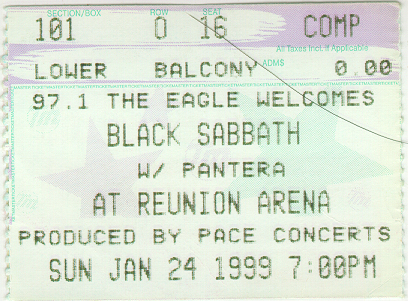 SECTION/BOX ROW SEAT
101 O 16 COMP
All Taxes Incl. If Applicable
LOWER BALCONY ADM$ 0.00
97.1 THE EAGLE WELCOMES
BLACK SABBATH
W/ PANTERA
AT REUNION ARENA
PRODUCED BY PACE CONCERTS
SUN JAN 24 1999 7:00PM